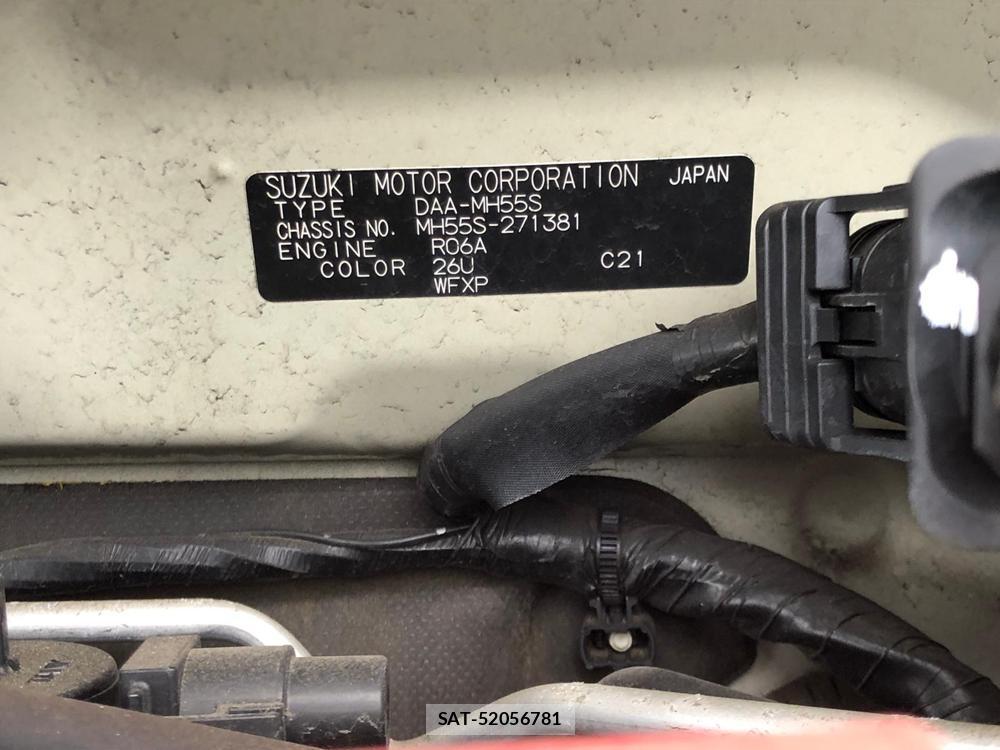 SUZUKI MOTOR CORPORATION JAPAN
TYPE DAA-MH55S
CHASSIS NO. MH55S-271381
ENGINE R06A
COLOR 26U C21
WFXP
SAT-52056781